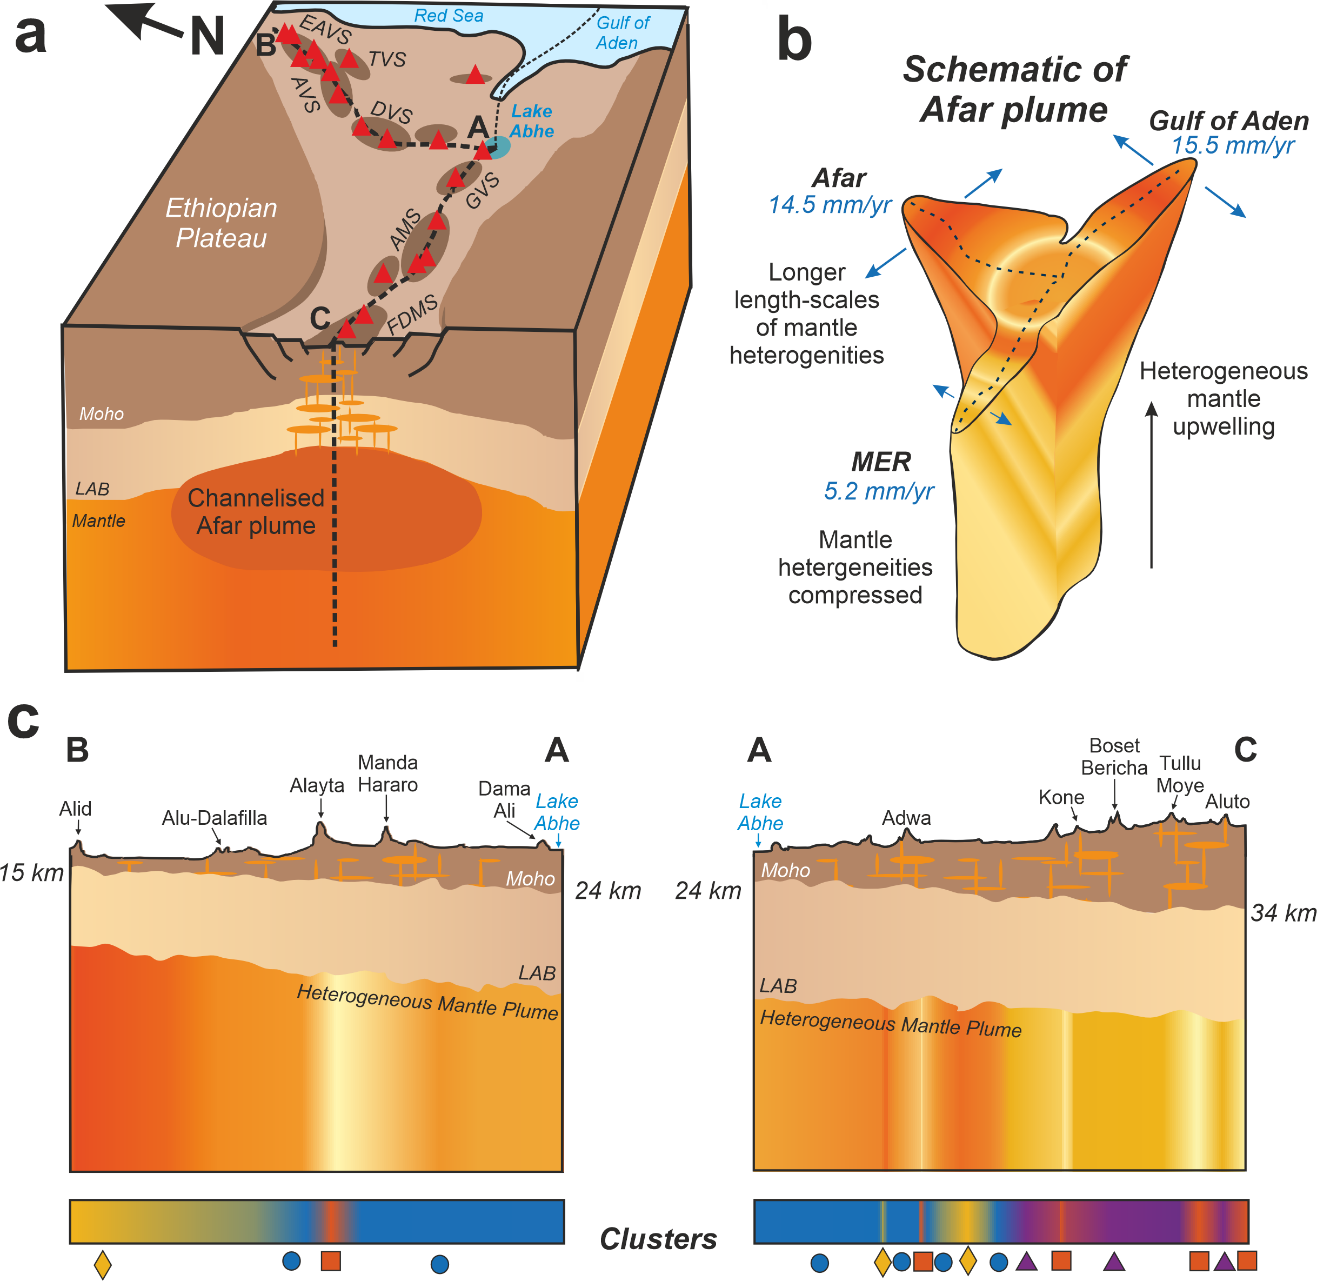 a
N
B
EAVS
AVS
TVS
DVS
Red Sea
Gulf of
Aden
A
Lake
Abhe
GVS
AMS
FDMS
C
Ethiopian
Plateau
Moho
LAB
Mantle
Channelised
Afar plume
b
Schematic of
Afar plume
Gulf of Aden
15.5 mm/yr
Afar
14.5 mm/yr
Longer
length-scales
of mantle
heterogenities
Heterogeneous
mantle
upwelling
MER
5.2 mm/yr
Mantle
hetergeneities
compressed
c
B
A
Alid
Alu-Dalafilla
Alayta
Manda
Hararo
Dama
Ali
Lake
Abhe
15 km
Moho
24 km
LAB
Heterogeneous Mantle Plume
A
C
Lake
Abhe
Adwa
Kone
Boset
Bericha
Tullu
Moye
Aluto
24 km
Moho
34 km
LAB
Heterogeneous Mantle Plume
Clusters